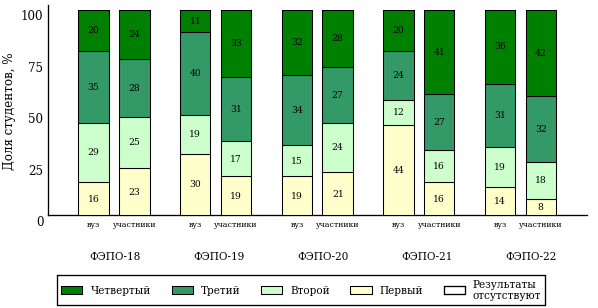 Доля студентов, %
100
75
50
25
0
20 24 11 33 32 28 20 41 36 42
35 28 40 31 34 27 24 27 31 32
29 25 19 17 15 24 12 16 19 18
16 23 30 19 19 21 44 16 14 8
вуз участники вуз участники вуз участники вуз участники вуз участники
ФЭПО-18 ФЭПО-19 ФЭПО-20 ФЭПО-21 ФЭПО-22
Четвертый Третий Второй Первый Результаты
отсутствуют